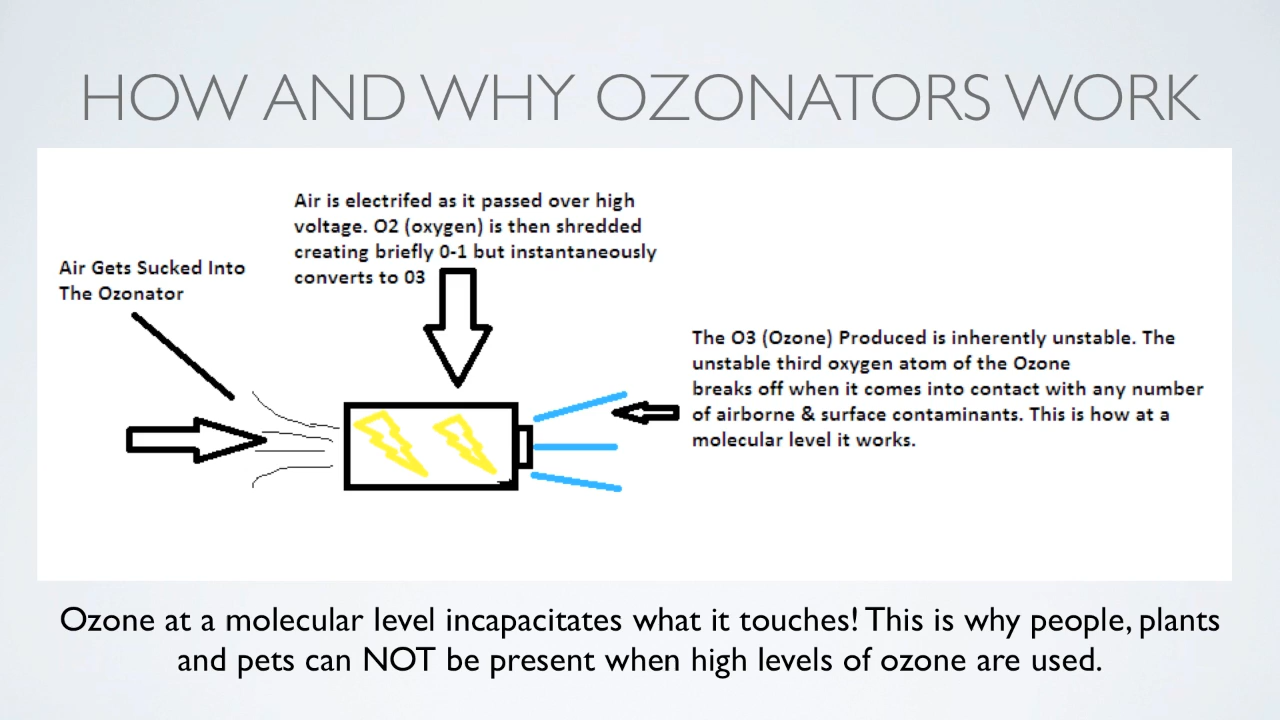 HOW AND WHY OZONATORS WORK
Air is electrifed as it passed over high
voltage. O2 (oxygen) is then shredded
creating briefly 0-1 but instantaneously
converts to 03
Air Gets Sucked Into
The Ozonator
The O3 (Ozone) Produced is inherently unstable. The
unstable third oxygen atom of the Ozone
breaks off when it comes into contact with any number
of airborne & surface contaminants. This is how at a
molecular level it works.
Ozone at a molecular level incapacitates what it touches! This is why people, plants
and pets can NOT be present when high levels of ozone are used.